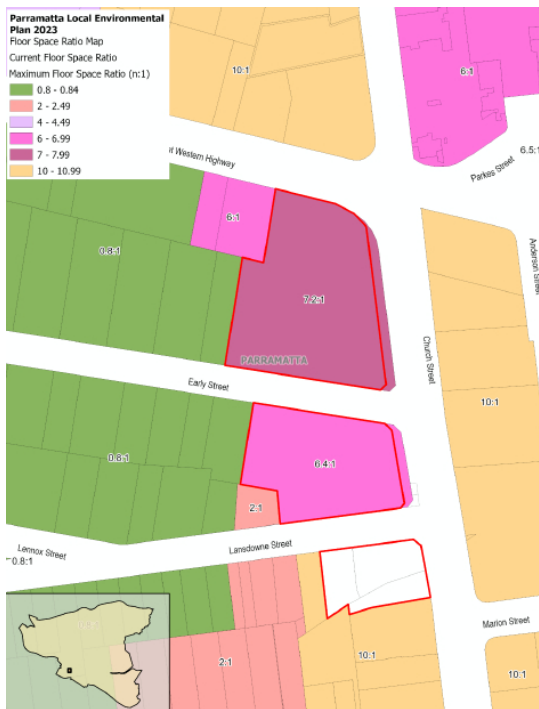 Parramatta Local Environmental
Plan 2023
Floor Space Ratio Map
Current Floor Space Ratio
Maximum Floor Space Ratio (n:1)
0.8 - 0.84
2 - 2.49
4 - 4.49
6 - 6.99
7 - 7.99
10 - 10.99
10:1
6:1
6.5:1
Parkes Street
Western Highway
6:1
0.8:1
7.2:1
Anderson Street
PARRAMATTA
Church Street
Early Street
10:1
0.8:1
6.4:1
2:1
Lennox Street
Lansdowne Street
0.8:1
Marion Street
2:1
10:1
10:1